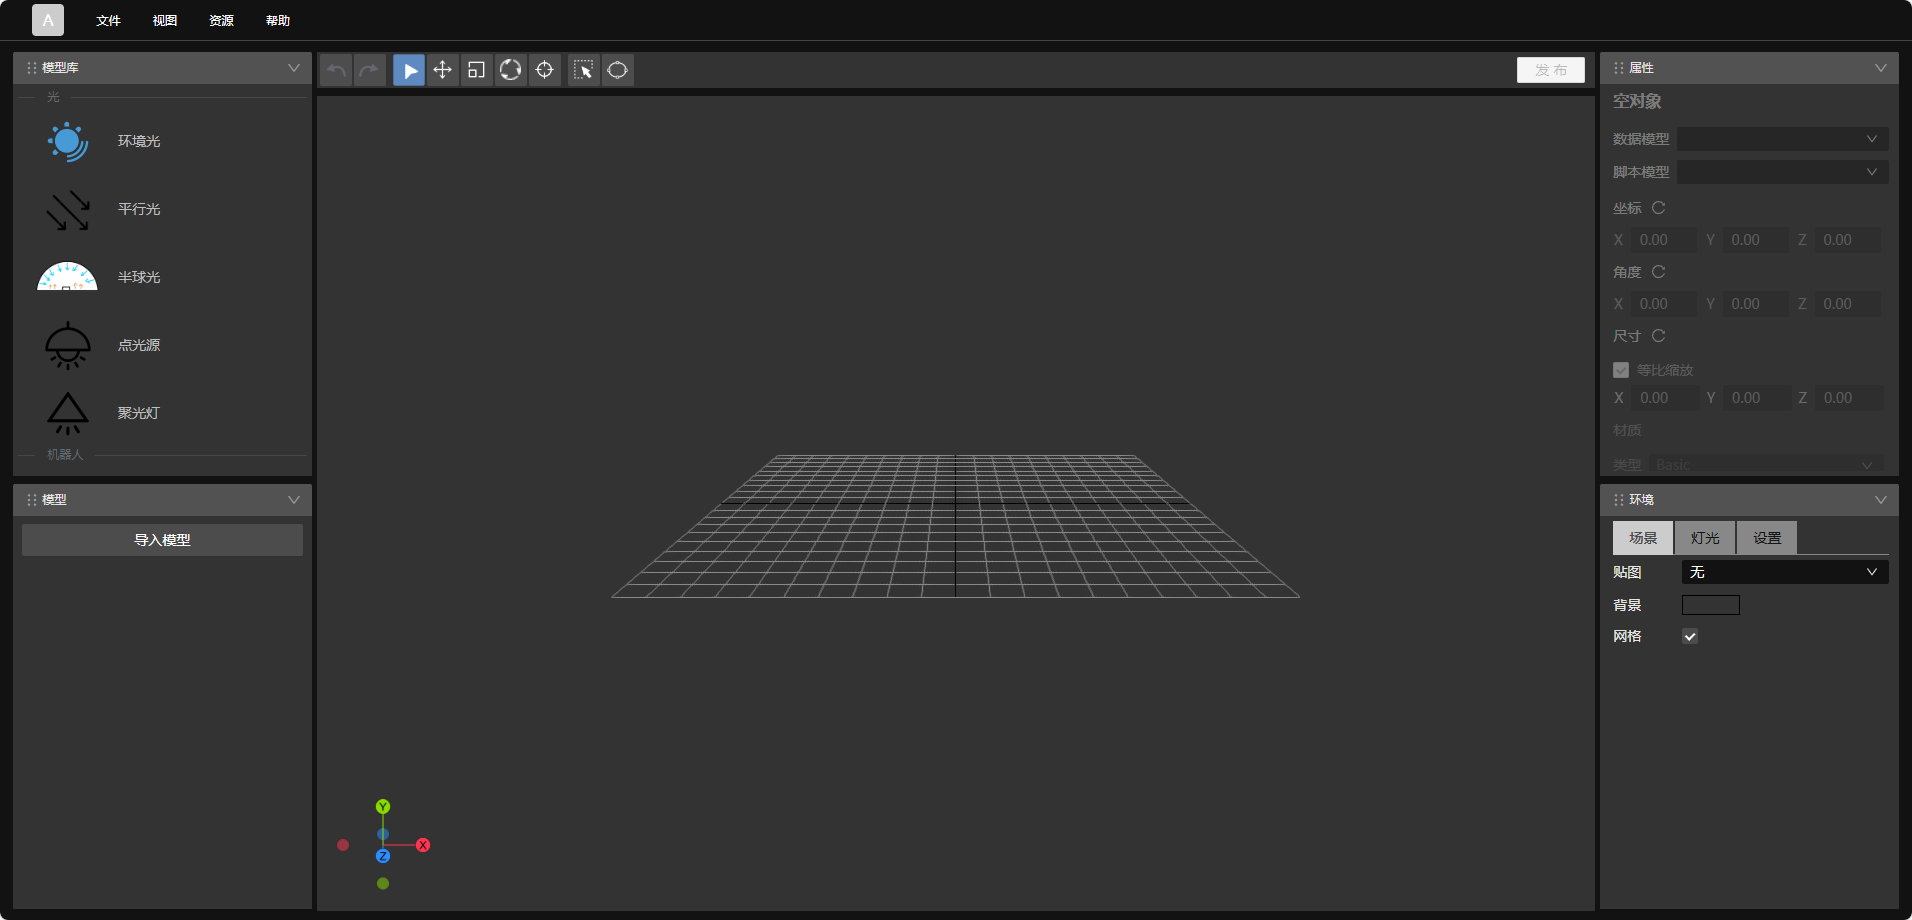 A 文件 视图 资源 帮助
模型库
光
环境光
平行光
半球光
点光源
聚光灯
机器人
模型
导入模型
发 布
Y
X
Z
属性
空对象
数据模型
脚本模型
坐标
X 0.00 Y 0.00 Z 0.00
角度
X 0.00 Y 0.00 Z 0.00
尺寸
等比缩放
X 0.00 Y 0.00 Z 0.00
材质
类型 Basic
环境
场景 灯光 设置
贴图 无
背景
网格